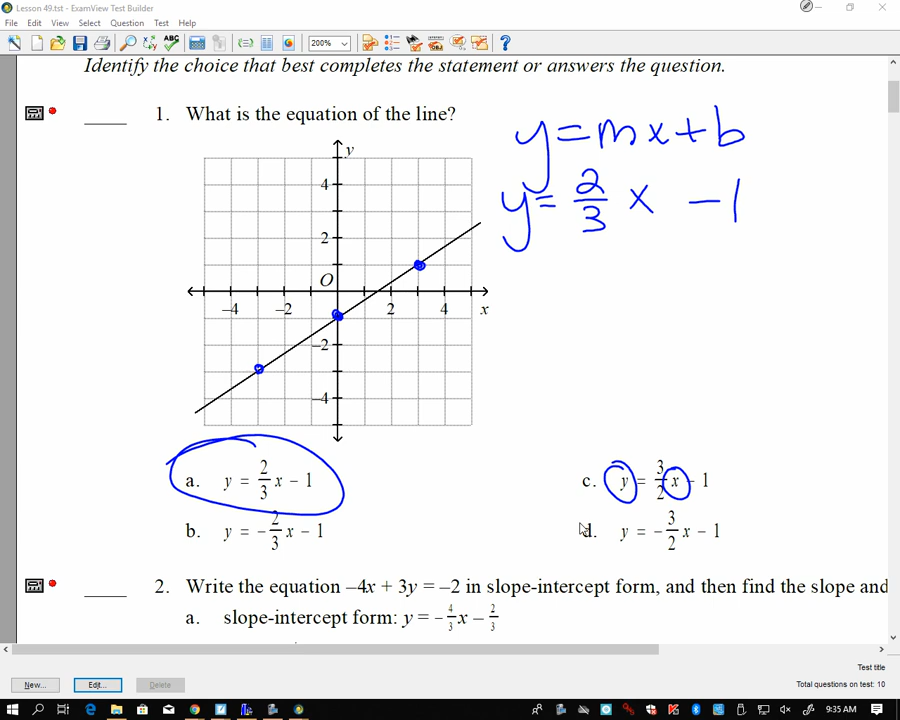 Lesson 49.tst - ExamView Test Builder
File Edit View Select Question Test Help
200%
Identify the choice that best completes the statement or answers the question.
1. What is the equation of the line?
y = mx + b
y = 2/3 x - 1
y
4
2
O
-4 -2 2 4 x
-2
-4
a. y = 2/3 x - 1
c. y = 3/2 x - 1
b. y = -2/3 x - 1
d. y = -3/2 x - 1
2. Write the equation -4x + 3y = -2 in slope-intercept form, and then find the slope and
a. slope-intercept form: y = -4/3 x - 2/3
Test title
New... Edit... Delete
Total questions on test: 10
9:35 AM